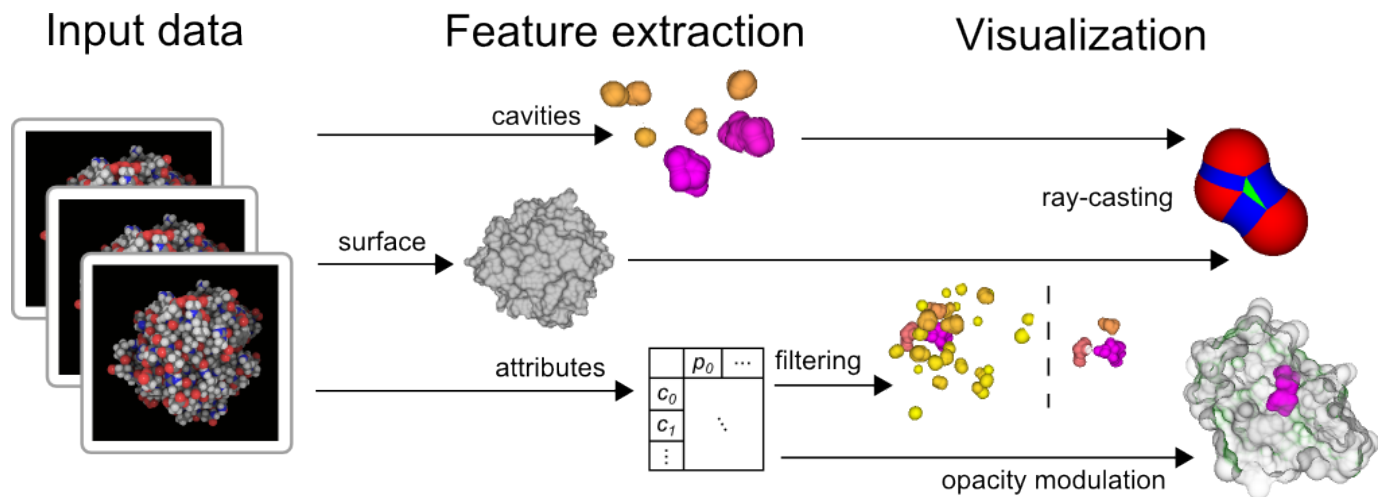 Input data
Feature extraction
Visualization
cavities
ray-casting
surface
attributes
p0 ...
c0
c1
⋮
⋱
filtering
opacity modulation